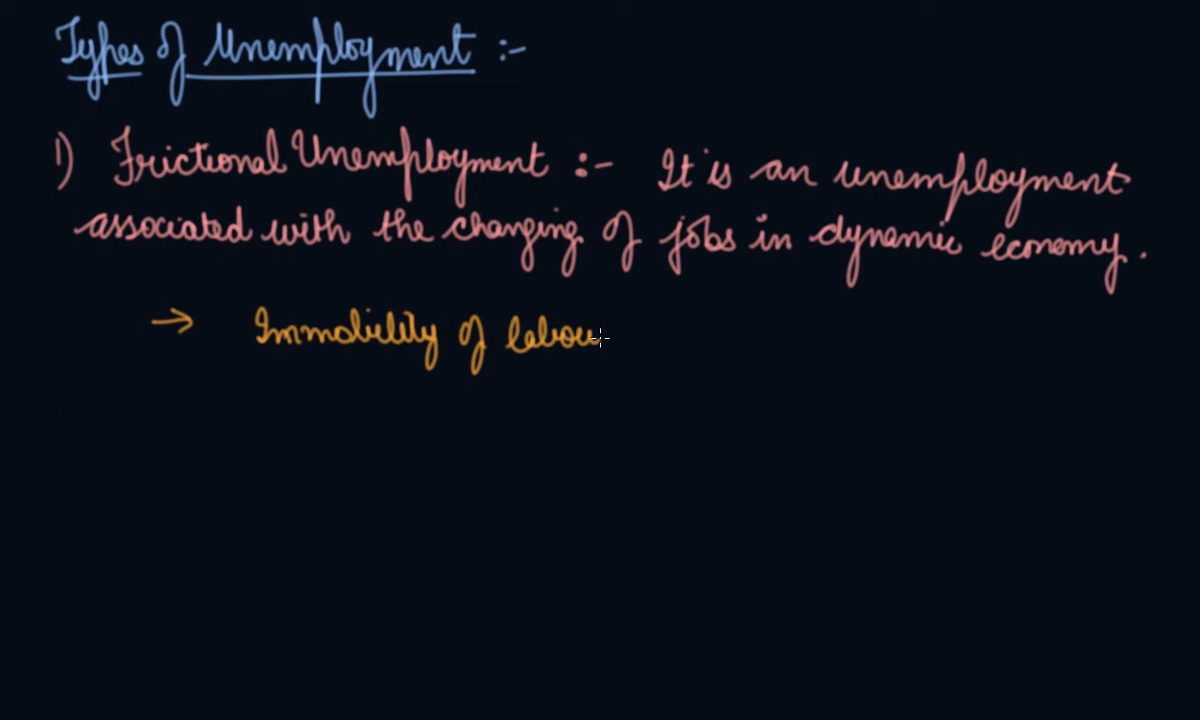 Types of Unemployment :-
1) Frictional Unemployment :- It is an unemployment
associated with the changing of jobs in dynamic economy.
→ Immobility of labou